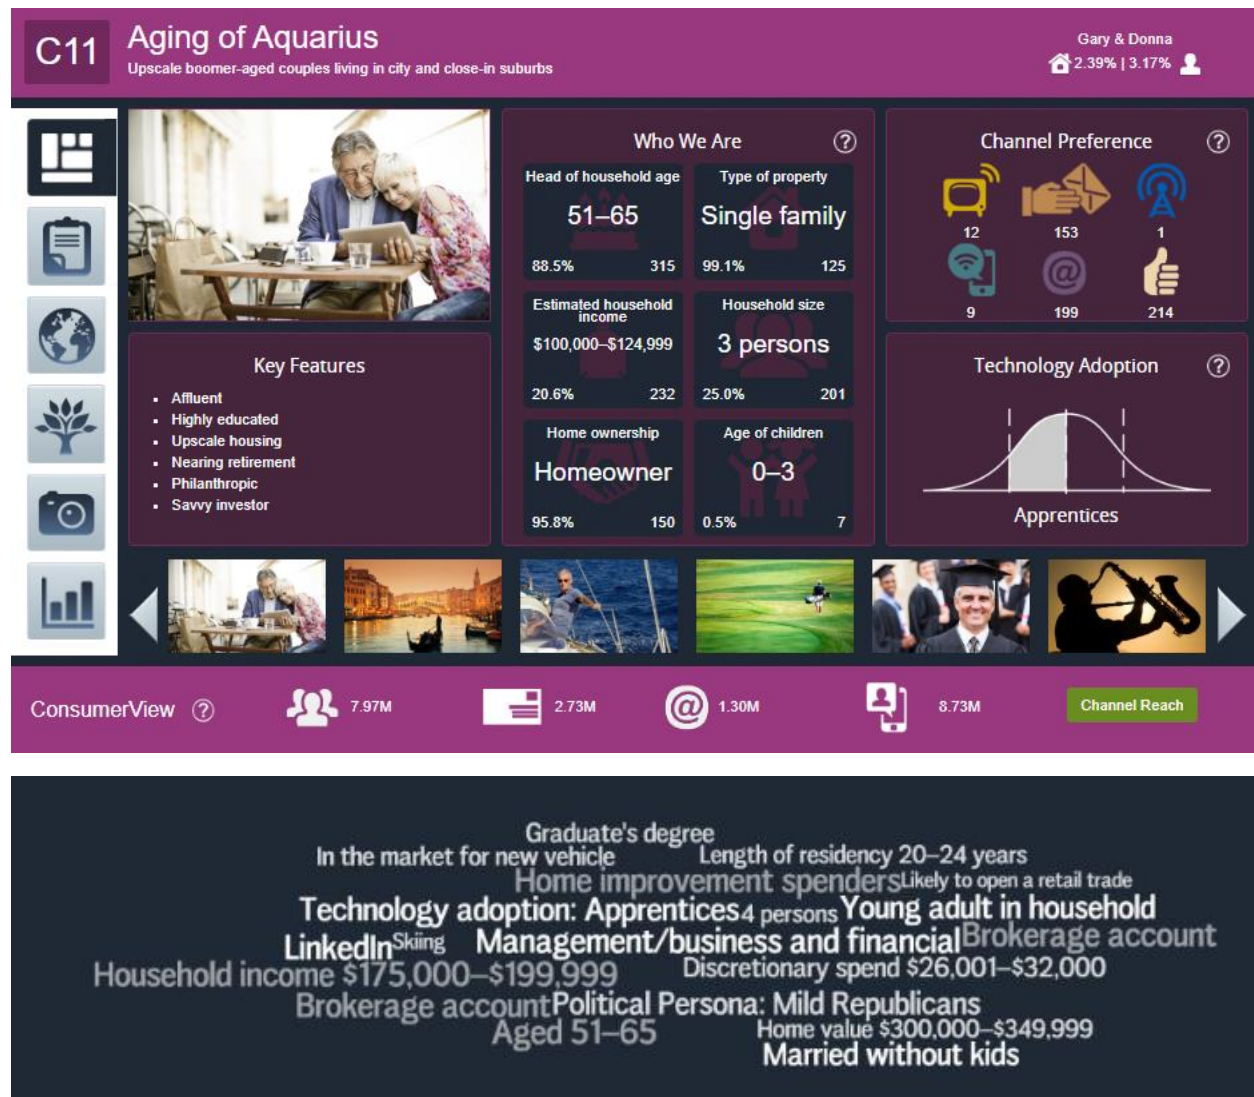 C11
Aging of Aquarius
Upscale boomer-aged couples living in city and close-in suburbs
Gary & Donna
2.39% | 3.17%
Key Features
Affluent
Highly educated
Upscale housing
Nearing retirement
Philanthropic
Savvy investor
Who We Are
?
Head of household age
51–65
88.5% 315
Type of property
Single family
99.1% 125
Estimated household
income
$100,000–$124,999
20.6% 232
Household size
3 persons
25.0% 201
Home ownership
Homeowner
95.8% 150
Age of children
0–3
0.5% 7
Channel Preference
?
12 153 1
@
9 199 214
Technology Adoption
?
Apprentices
ConsumerView ?
7.97M
2.73M
@ 1.30M
8.73M
Channel Reach
Graduate's degree
In the market for new vehicle Length of residency 20–24 years
Home improvement spenders Likely to open a retail trade
Technology adoption: Apprentices 4 persons Young adult in household
LinkedIn Skiing Management/business and financial Brokerage account
Household income $175,000–$199,999 Discretionary spend $26,001–$32,000
Brokerage account Political Persona: Mild Republicans
Aged 51–65 Home value $300,000–$349,999
Married without kids